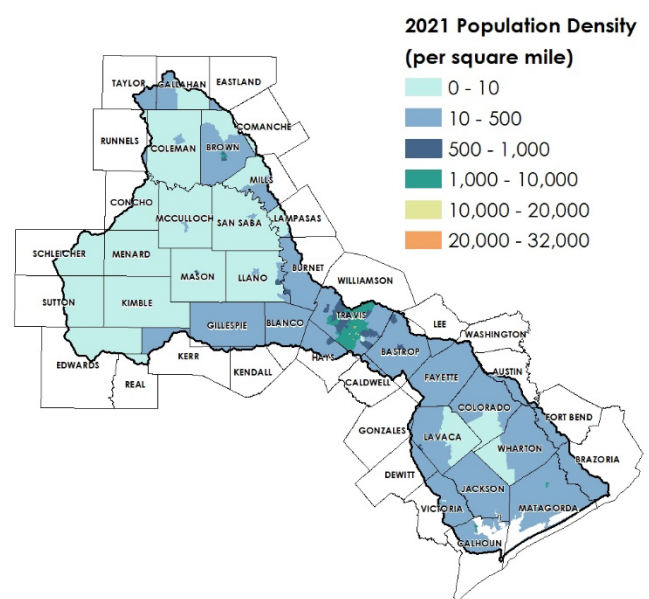 2021 Population Density
(per square mile)
0 - 10
10 - 500
500 - 1,000
1,000 - 10,000
10,000 - 20,000
20,000 - 32,000
TAYLOR
CALLAHAN
EASTLAND
RUNNELS
COLEMAN
BROWN
COMANCHE
MILLS
CONCHO
MCCULLOCH
SAN SABA
LAMPASAS
SCHLEICHER
MENARD
MASON
LLANO
BURNET
WILLIAMSON
SUTTON
KIMBLE
GILLESPIE
BLANCO
TRAVIS
LEE
WASHINGTON
EDWARDS
REAL
KERR
KENDALL
HAYS
BASTROP
CALDWELL
FAYETTE
AUSTIN
GONZALES
LAVACA
COLORADO
FORT BEND
WHARTON
BRAZORIA
DEWITT
JACKSON
VICTORIA
MATAGORDA
CALHOUN